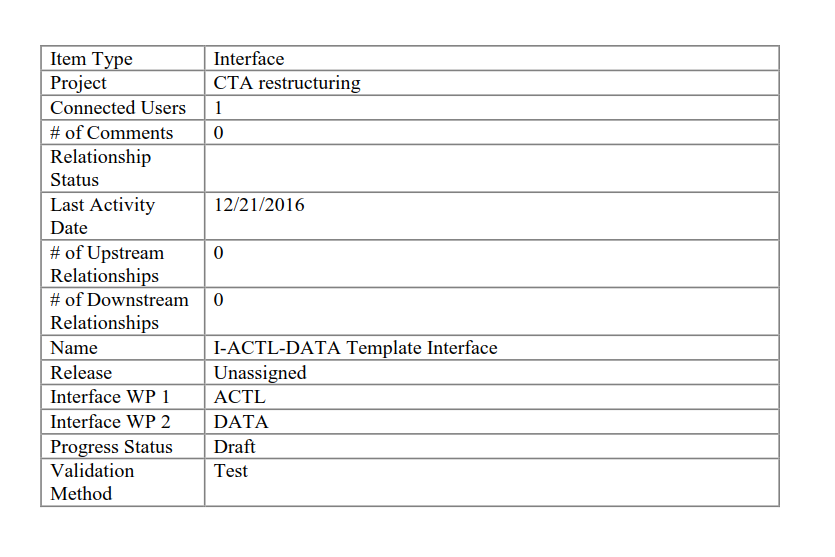 Item Type Interface
Project CTA restructuring
Connected Users 1
# of Comments 0
Relationship
Status
Last Activity 12/21/2016
Date
# of Upstream 0
Relationships
# of Downstream 0
Relationships
Name I-ACTL-DATA Template Interface
Release Unassigned
Interface WP 1 ACTL
Interface WP 2 DATA
Progress Status Draft
Validation Test
Method